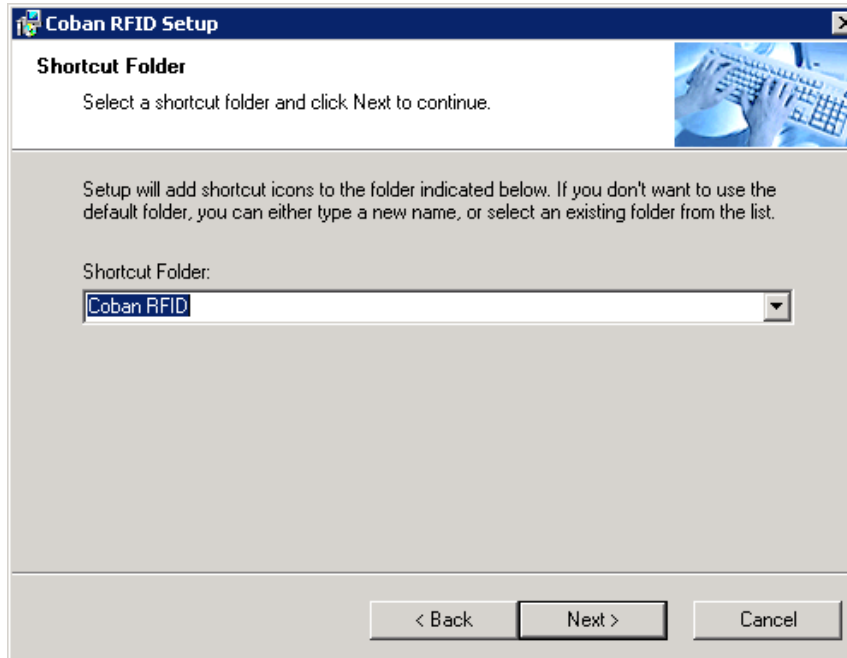 Coban RFID Setup
Shortcut Folder
Select a shortcut folder and click Next to continue.
Setup will add shortcut icons to the folder indicated below. If you don't want to use the
default folder, you can either type a new name, or select an existing folder from the list.
Shortcut Folder:
Coban RFID
< Back
Next >
Cancel